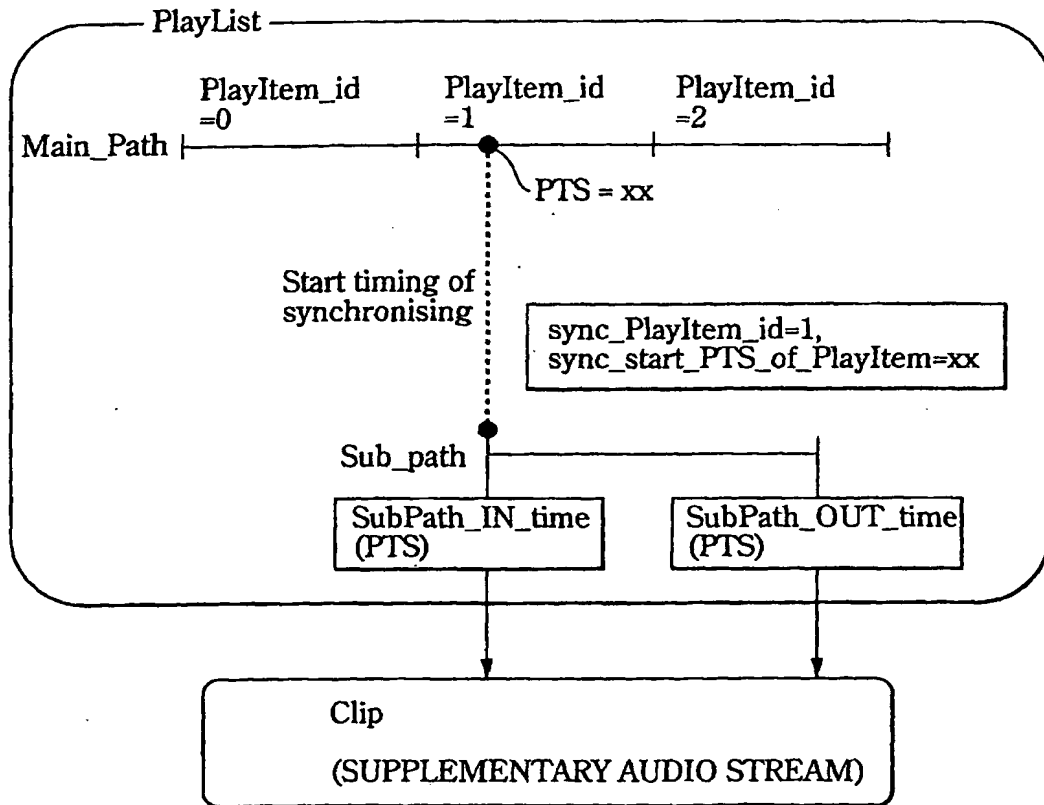 PlayList
PlayItem_id
=0
PlayItem_id
=1
PlayItem_id
=2
Main_Path
PTS = xx
Start timing of
synchronising
sync_PlayItem_id=1,
sync_start_PTS_of_PlayItem=xx
Sub_path
SubPath_IN_time
(PTS)
SubPath_OUT_time
(PTS)
Clip
(SUPPLEMENTARY AUDIO STREAM)